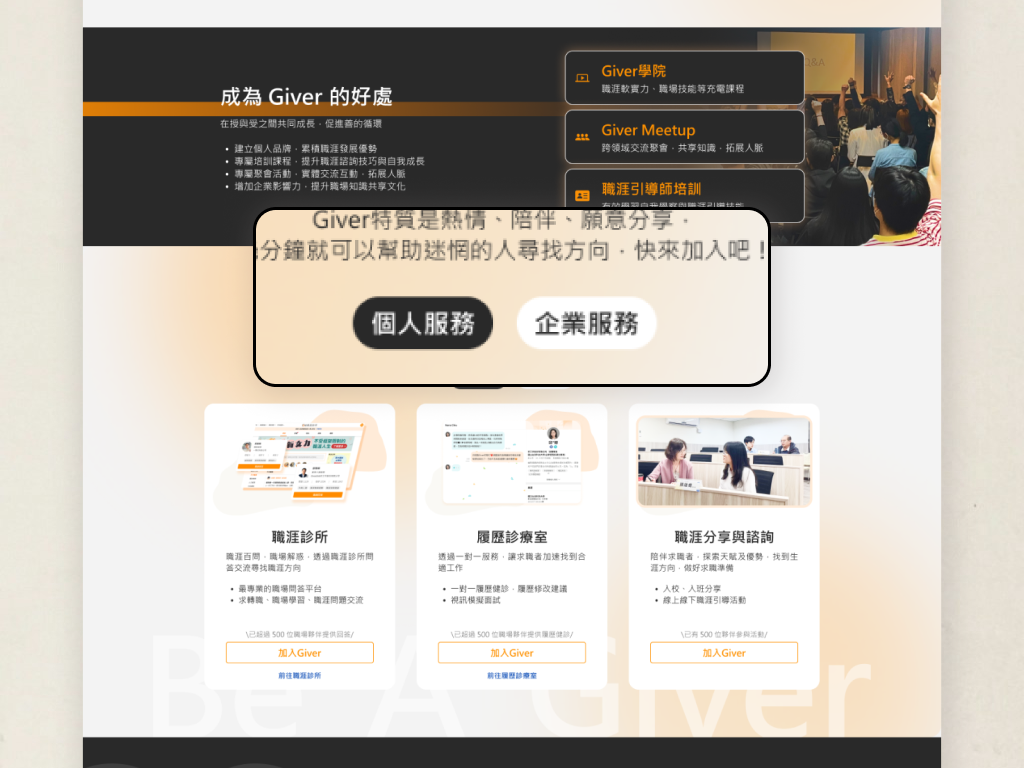 成為 Giver 的好處
在授與受之間共同成長，促進善的循環
• 建立個人品牌，累積職涯發展優勢
• 專屬培訓課程，提升職涯諮詢技巧與自我成長
• 專屬聚會活動，實體交流互動，拓展人脈
• 增加企業影響力，提升職場知識共享文化
Giver學院
職涯軟實力、職場技能等充電課程
Giver Meetup
跨領域交流聚會，共享知識，拓展人脈
職涯引導師培訓
Giver特質是熱情、陪伴、願意分享，
分鐘就可以幫助迷惘的人尋找方向，快來加入吧！
個人服務
企業服務
職涯診所
職涯百問，職場解惑，透過職涯診所問
答交流尋找職涯方向
• 最專業的職場問答平台
• 求轉職、職場學習、職涯問題交流
\已超過 500 位職場夥伴提供回答/
加入Giver
前往職涯診所
履歷診療室
透過一對一服務，讓求職者加速找到合
適工作
• 一對一履歷健診，履歷修改建議
• 視訊模擬面試
\已超過 500 位職場夥伴提供履歷健診/
加入Giver
前往履歷診療室
職涯分享與諮詢
陪伴求職者，探索天賦及優勢，找到生
涯方向，做好求職準備
• 入校、入班分享
• 線上線下職涯引導活動
\已有 500 位夥伴參與活動/
加入Giver
Be A Giver